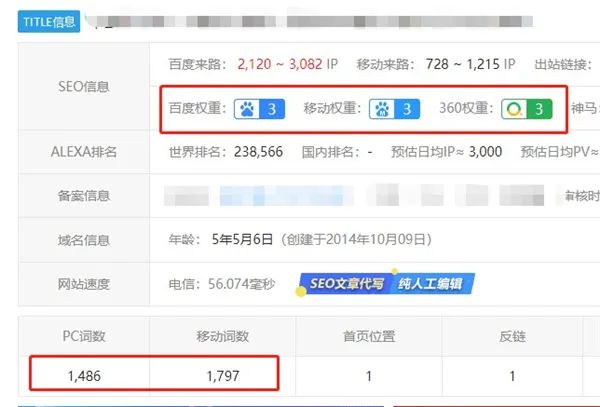 TITLE信息
SEO信息
百度来路： 2,120 ~ 3,082 IP 移动来路： 728 ~ 1,215 IP 出站链接：
百度权重： 3 移动权重： 3 360权重： 3 神马：
ALEXA排名 世界排名：238,566 国内排名：- 预估日均IP≈ 3,000 预估日均PV≈
备案信息 审核时
域名信息 年龄： 5年5月6日（创建于2014年10月09日）
网站速度 电信：56.074毫秒 SEO文章代写 纯人工编辑
PC词数 移动词数 首页位置 反链
1,486 1,797 1 1